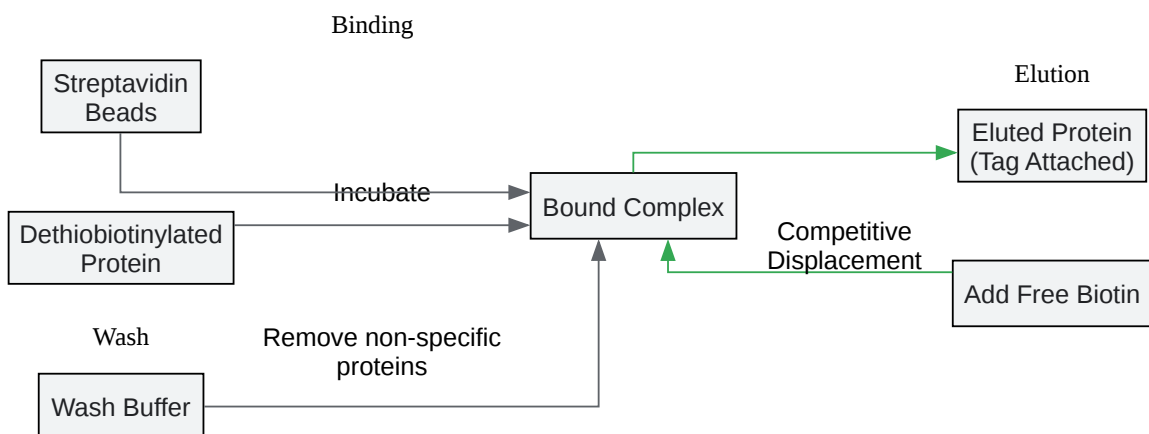 Binding
Streptavidin
Beads
Elution
Eluted Protein
(Tag Attached)
Incubate
Bound Complex
Dethiobiotinylated
Protein
Competitive
Displacement
Add Free Biotin
Wash
Remove non-specific
proteins
Wash Buffer